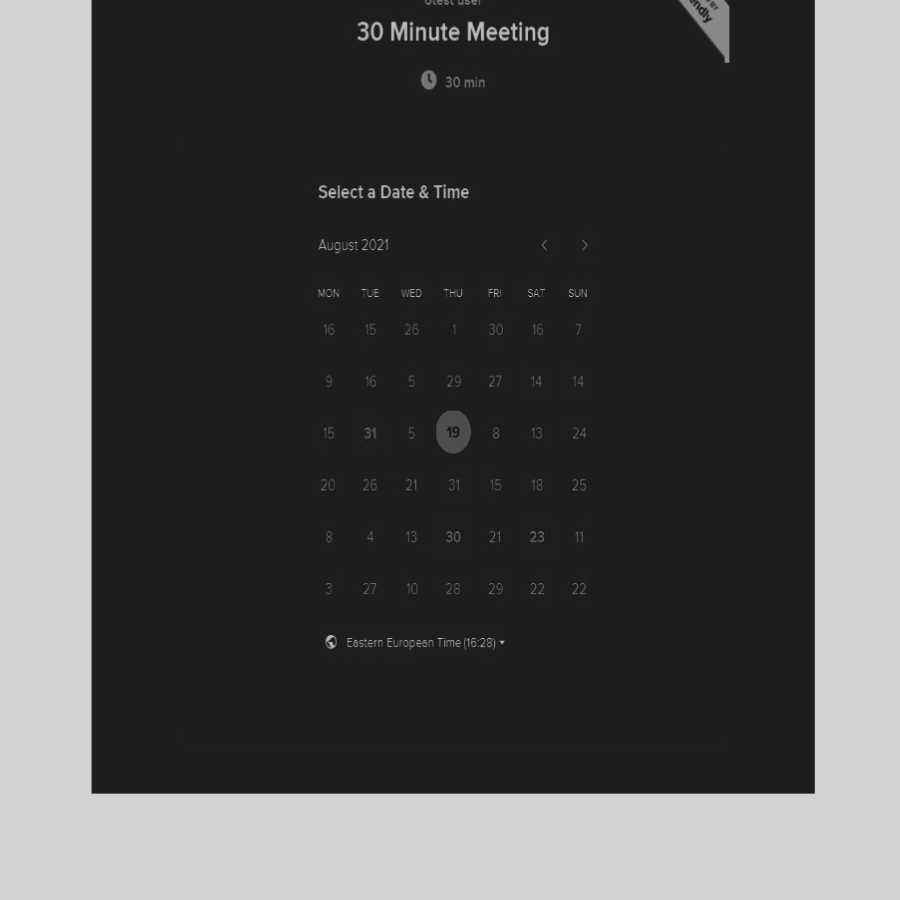 30 Minute Meeting
30 min
Select a Date & Time
August 2021
MON TUE WED THU FRI SAT SUN
16 15 26 1 30 16 7
9 16 5 29 27 14 14
15 31 5 19 8 13 24
20 26 21 31 15 18 25
8 4 13 30 21 23 11
3 27 10 28 29 22 22
Eastern European Time (16:28)